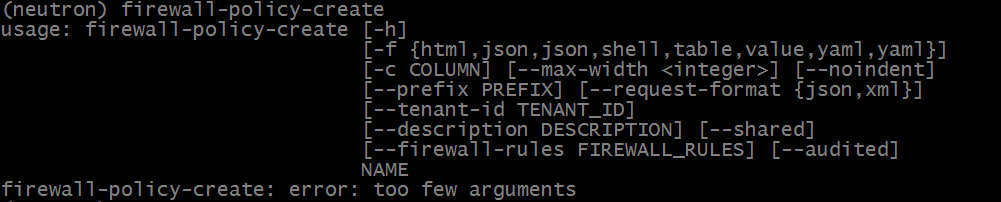 (neutron) firewall-policy-create
usage: firewall-policy-create [-h]
[-f {html,json,json,shell,table,value,yaml,yaml}]
[-c COLUMN] [--max-width <integer>] [--noindent]
[--prefix PREFIX] [--request-format {json,xml}]
[--tenant-id TENANT_ID]
[--description DESCRIPTION] [--shared]
[--firewall-rules FIREWALL_RULES] [--audited]
NAME
firewall-policy-create: error: too few arguments